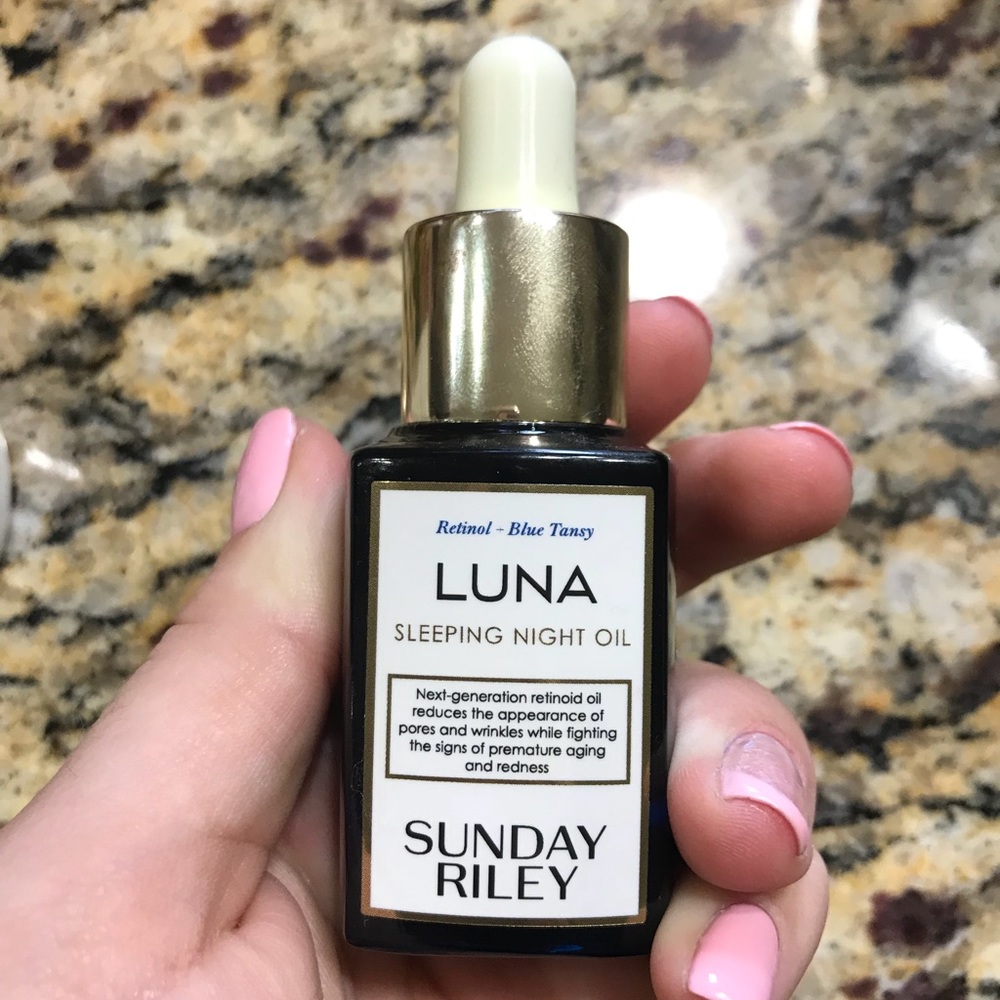 Retinol - Blue Tansy
LUNA
SLEEPING NIGHT OIL
Next-generation retinoid oil
reduces the appearance of
pores and wrinkles while fighting
the signs of premature aging
and redness
SUNDAY
RILEY